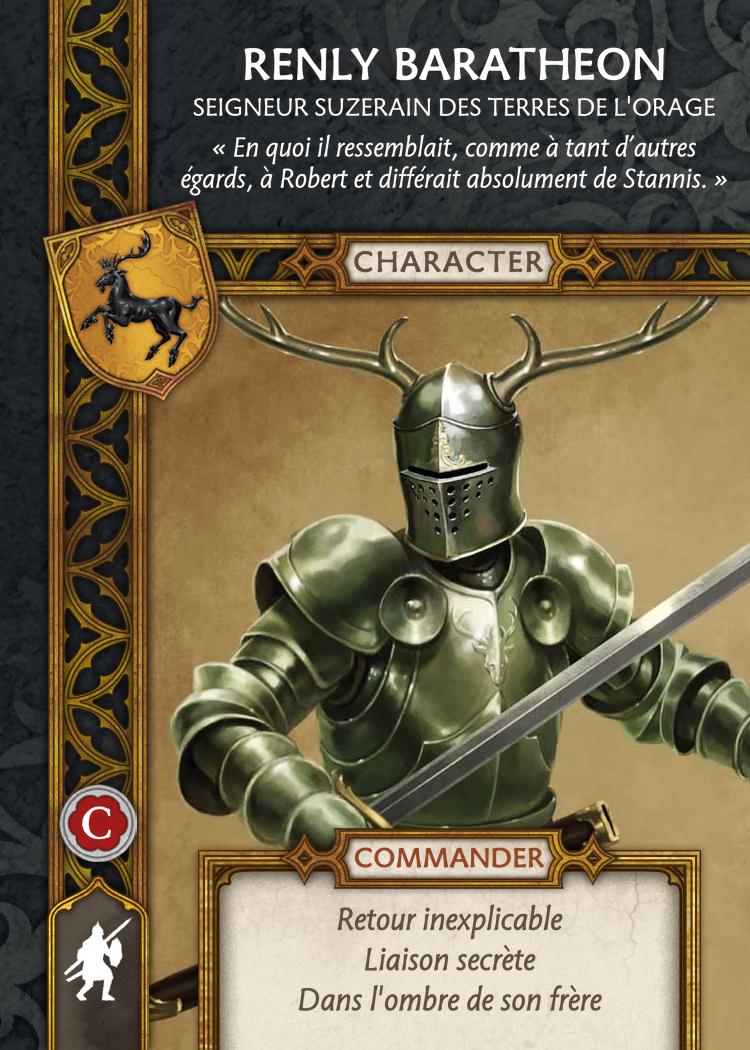 RENLY BARATHEON
SEIGNEUR SUZERAIN DES TERRES DE L'ORAGE
« En quoi il ressemblait, comme à tant d’autres
égards, à Robert et différait absolument de Stannis. »
CHARACTER
C
COMMANDER
Retour inexplicable
Liaison secrète
Dans l'ombre de son frère